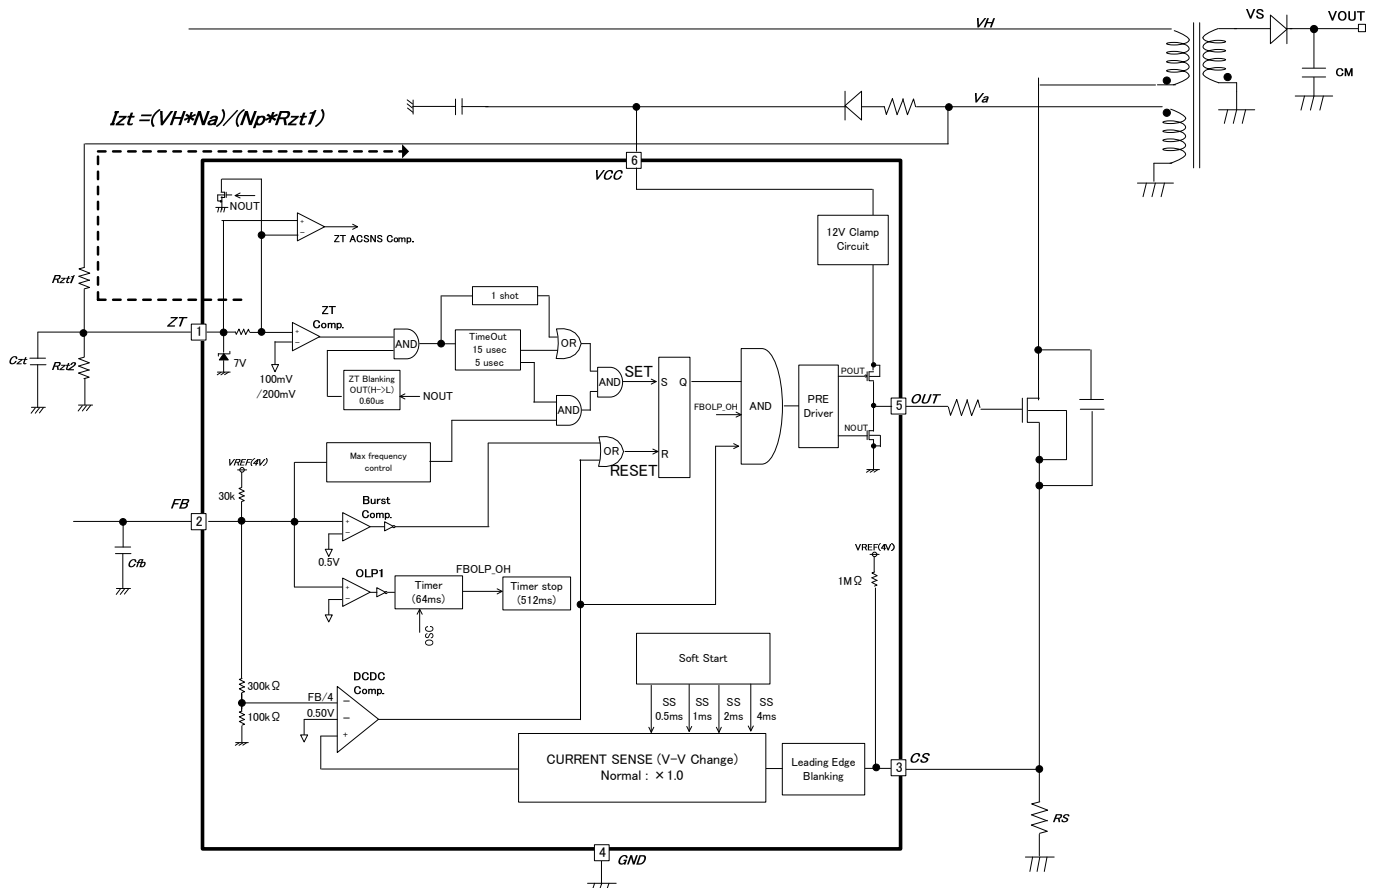 VH
VS
VOUT
CM
Va
Izt =(VH*Na)/(Np*Rzt1)
6
VCC
NOUT
+
−
ZT ACSNS Comp.
12V Clamp
Circuit
Rzt1
ZT
1
ZT
Comp.
+
−
1 shot
TimeOut
15 usec
5 usec
AND
OR
7V
100mV
/200mV
ZT Blanking
OUT(H->L)
0.60us
NOUT
Czt
Rzt2
AND
SET
S
Q
R
AND
FBOLP_OH
AND
PRE
Driver
POUT
NOUT
5
OUT
Max frequency
control
OR
RESET
VREF(4V)
30k
FB
2
Cfb
Burst
Comp.
+
−
0.5V
OLP1
+
−
Timer
(64ms)
FBOLP_OH
Timer stop
(512ms)
OSC
VREF(4V)
1MΩ
Soft Start
SS
0.5ms
SS
1ms
SS
2ms
SS
4ms
300kΩ
100kΩ
FB/4
0.50V
DCDC
Comp.
−
−
+
CURRENT SENSE (V-V Change)
Normal : ×1.0
Leading Edge
Blanking
3
CS
RS
4
GND